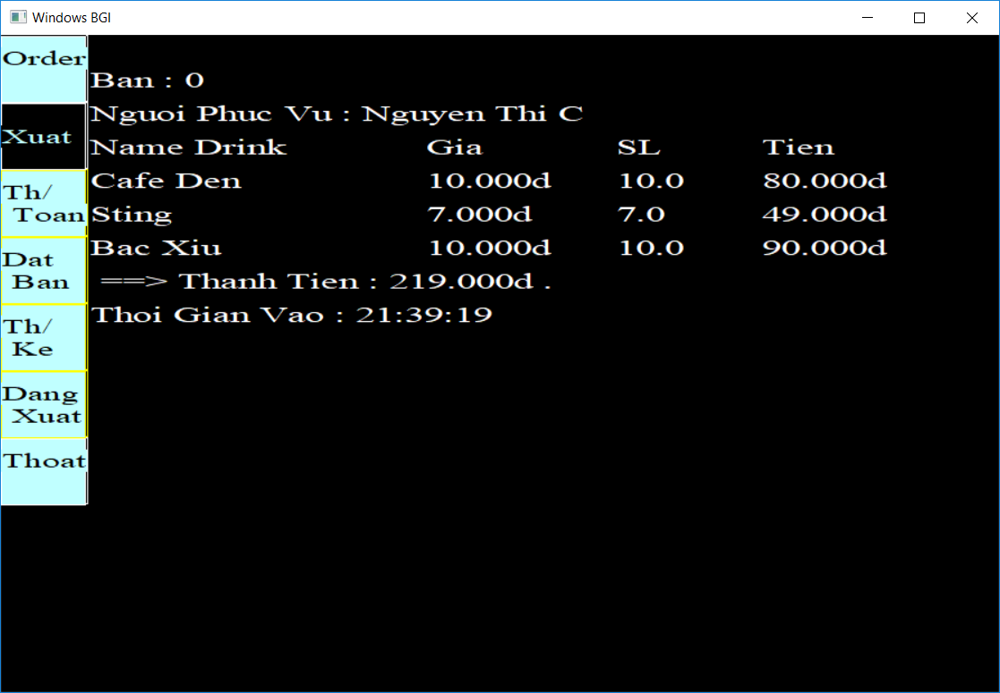 Windows BGI
Order
Xuat
Th/
Toan
Dat
Ban
Th/
Ke
Dang
Xuat
Thoat
Ban : 0
Nguoi Phuc Vu : Nguyen Thi C
Name Drink Gia SL Tien
Cafe Den 10.000d 10.0 80.000d
Sting 7.000d 7.0 49.000d
Bac Xiu 10.000d 10.0 90.000d
==> Thanh Tien : 219.000d .
Thoi Gian Vao : 21:39:19